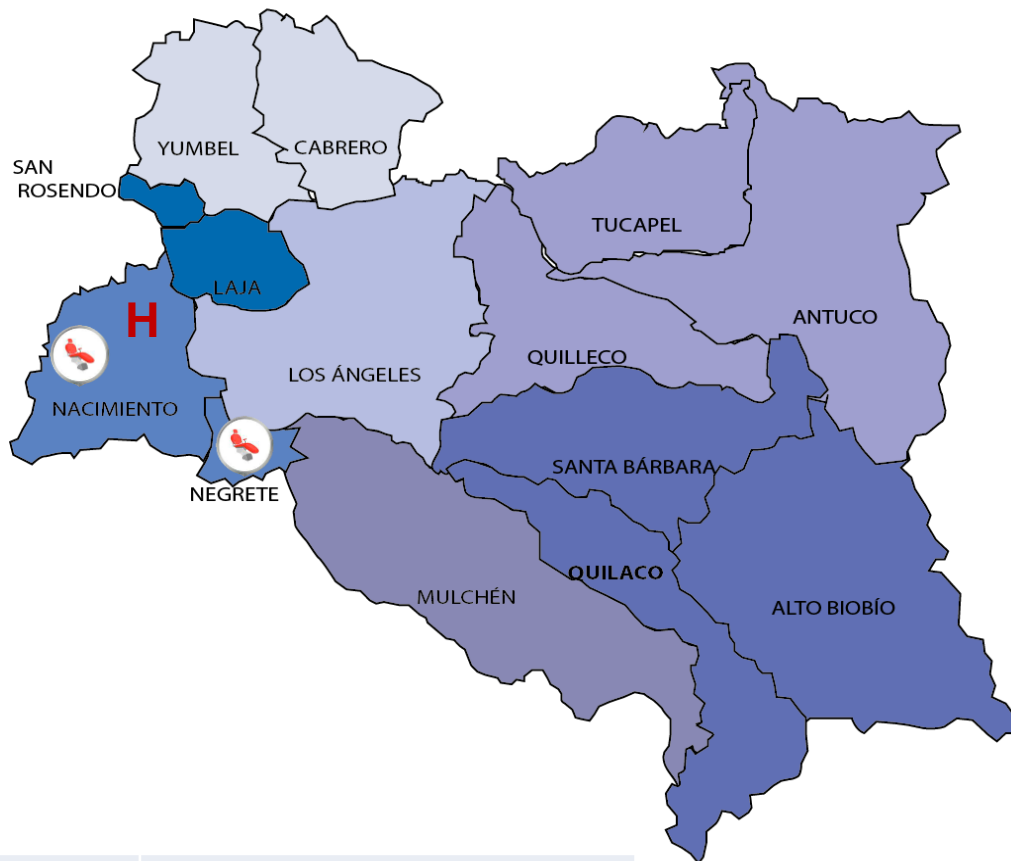 YUMBEL
CABRERO
SAN
ROSENDO
TUCAPEL
LAJA
H
ANTUCO
QUILLECO
LOS ÁNGELES
NACIMIENTO
SANTA BÁRBARA
NEGRETE
QUILACO
MULCHÉN
ALTO BIOBÍO